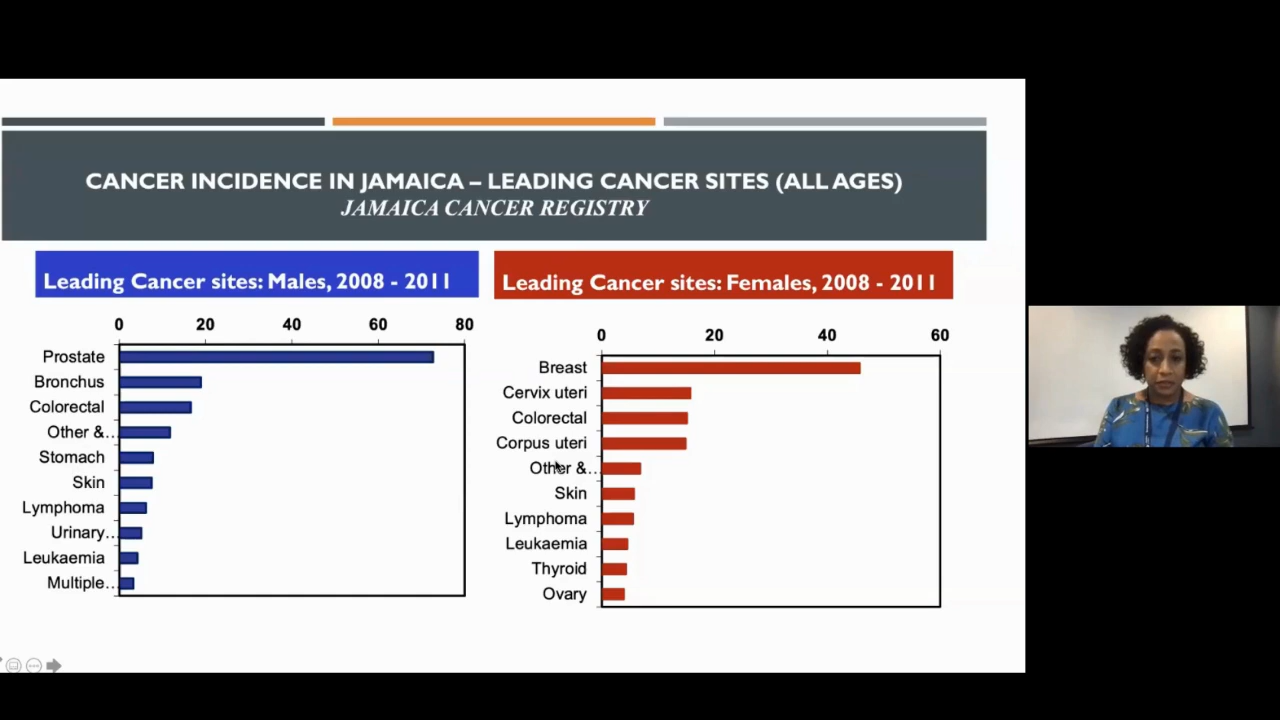 CANCER INCIDENCE IN JAMAICA – LEADING CANCER SITES (ALL AGES)
JAMAICA CANCER REGISTRY
Leading Cancer sites: Males, 2008 - 2011
0 20 40 60 80
Prostate
Bronchus
Colorectal
Other &...
Stomach
Skin
Lymphoma
Urinary...
Leukaemia
Multiple...
Leading Cancer sites: Females, 2008 - 2011
0 20 40 60
Breast
Cervix uteri
Colorectal
Corpus uteri
Other &...
Skin
Lymphoma
Leukaemia
Thyroid
Ovary